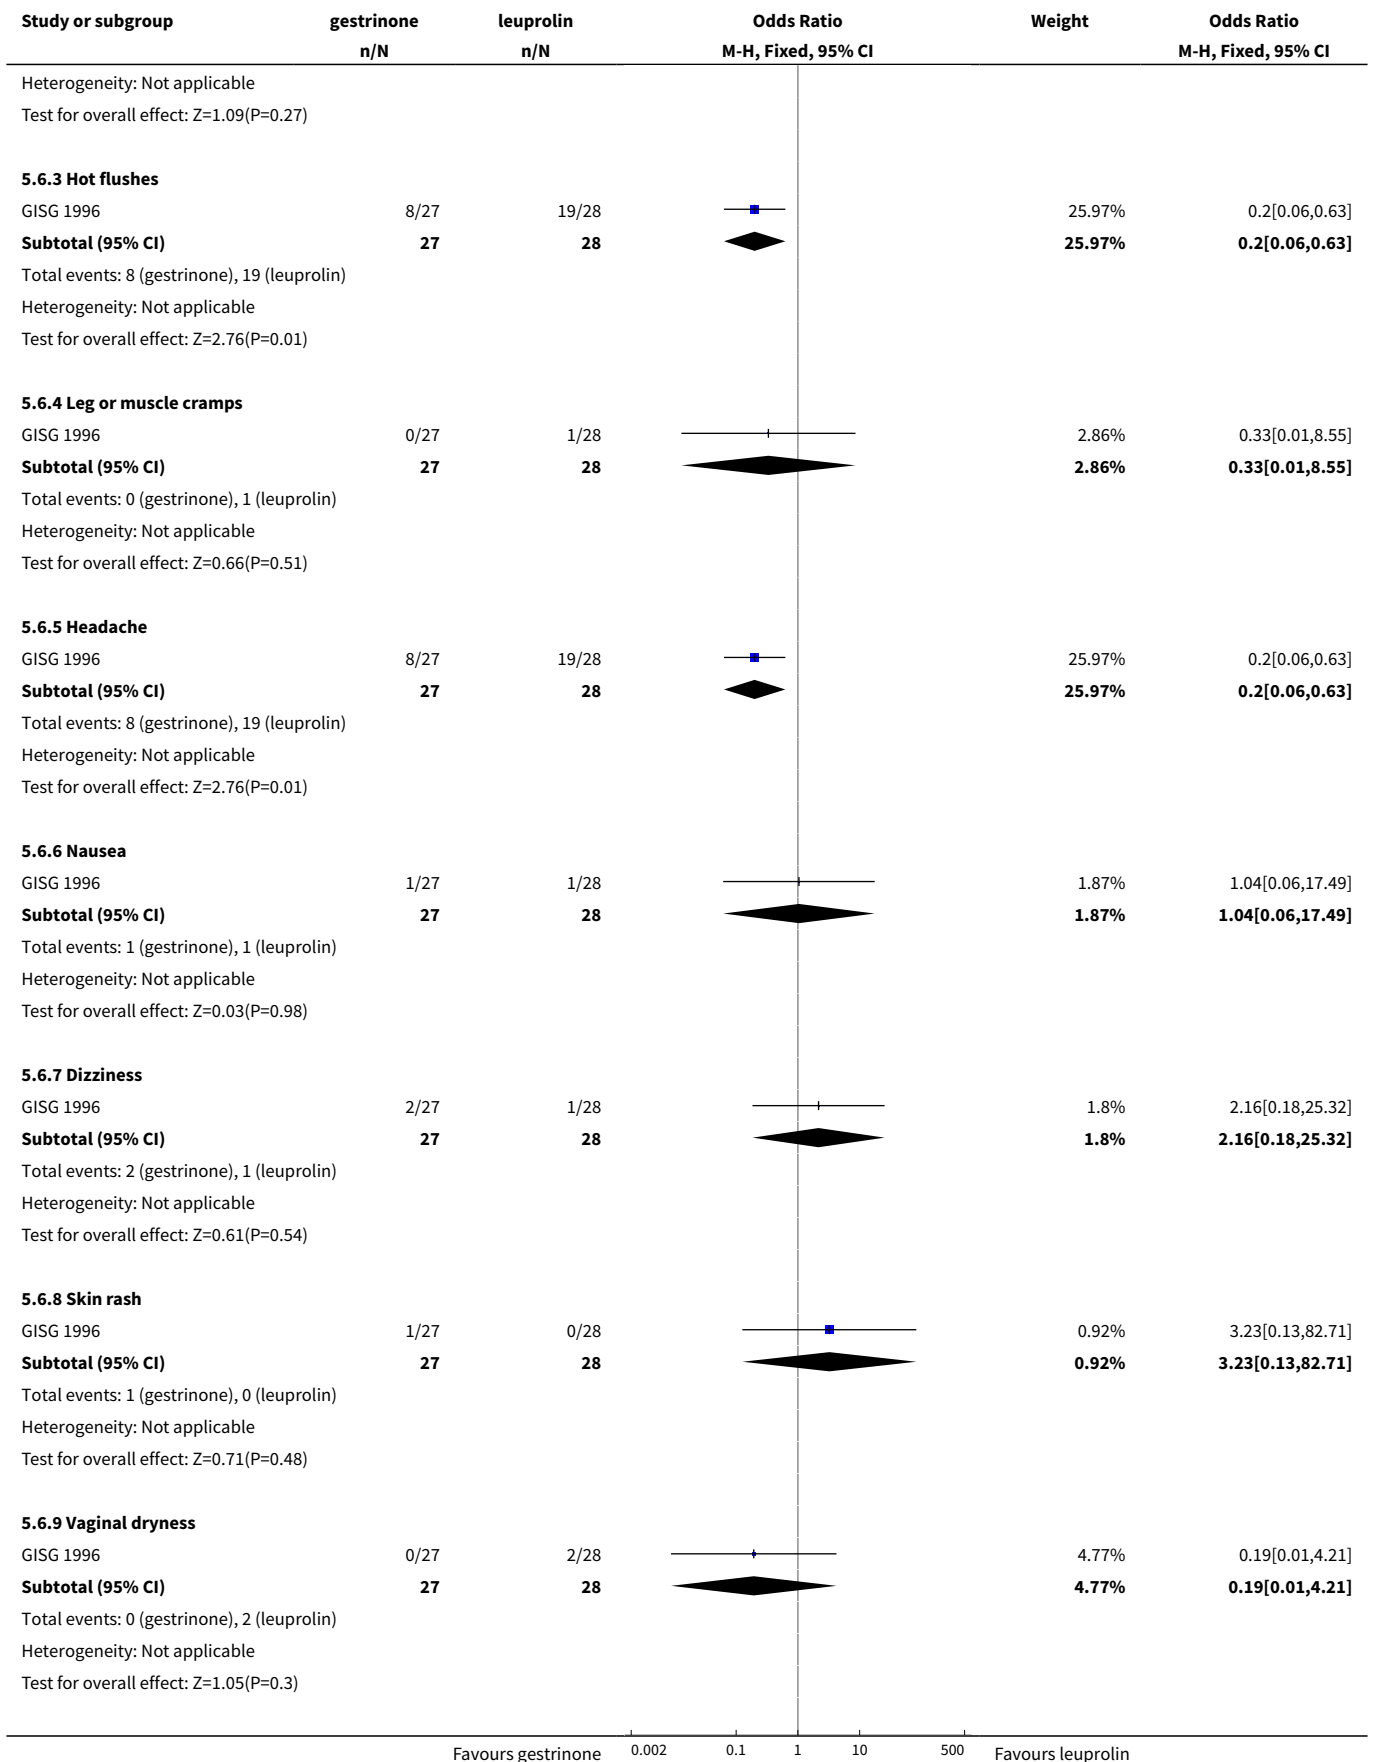 Study or subgroup gestrinone leuprolin Odds Ratio Weight Odds Ratio
n/N n/N M-H, Fixed, 95% CI M-H, Fixed, 95% CI
Heterogeneity: Not applicable
Test for overall effect: Z=1.09(P=0.27)
5.6.3 Hot flushes
GISG 1996 8/27 19/28 25.97% 0.2[0.06,0.63]
Subtotal (95% CI) 27 28 25.97% 0.2[0.06,0.63]
Total events: 8 (gestrinone), 19 (leuprolin)
Heterogeneity: Not applicable
Test for overall effect: Z=2.76(P=0.01)
5.6.4 Leg or muscle cramps
GISG 1996 0/27 1/28 2.86% 0.33[0.01,8.55]
Subtotal (95% CI) 27 28 2.86% 0.33[0.01,8.55]
Total events: 0 (gestrinone), 1 (leuprolin)
Heterogeneity: Not applicable
Test for overall effect: Z=0.66(P=0.51)
5.6.5 Headache
GISG 1996 8/27 19/28 25.97% 0.2[0.06,0.63]
Subtotal (95% CI) 27 28 25.97% 0.2[0.06,0.63]
Total events: 8 (gestrinone), 19 (leuprolin)
Heterogeneity: Not applicable
Test for overall effect: Z=2.76(P=0.01)
5.6.6 Nausea
GISG 1996 1/27 1/28 1.87% 1.04[0.06,17.49]
Subtotal (95% CI) 27 28 1.87% 1.04[0.06,17.49]
Total events: 1 (gestrinone), 1 (leuprolin)
Heterogeneity: Not applicable
Test for overall effect: Z=0.03(P=0.98)
5.6.7 Dizziness
GISG 1996 2/27 1/28 1.8% 2.16[0.18,25.32]
Subtotal (95% CI) 27 28 1.8% 2.16[0.18,25.32]
Total events: 2 (gestrinone), 1 (leuprolin)
Heterogeneity: Not applicable
Test for overall effect: Z=0.61(P=0.54)
5.6.8 Skin rash
GISG 1996 1/27 0/28 0.92% 3.23[0.13,82.71]
Subtotal (95% CI) 27 28 0.92% 3.23[0.13,82.71]
Total events: 1 (gestrinone), 0 (leuprolin)
Heterogeneity: Not applicable
Test for overall effect: Z=0.71(P=0.48)
5.6.9 Vaginal dryness
GISG 1996 0/27 2/28 4.77% 0.19[0.01,4.21]
Subtotal (95% CI) 27 28 4.77% 0.19[0.01,4.21]
Total events: 0 (gestrinone), 2 (leuprolin)
Heterogeneity: Not applicable
Test for overall effect: Z=1.05(P=0.3)
Favours gestrinone 0.002 0.1 1 10 500 Favours leuprolin